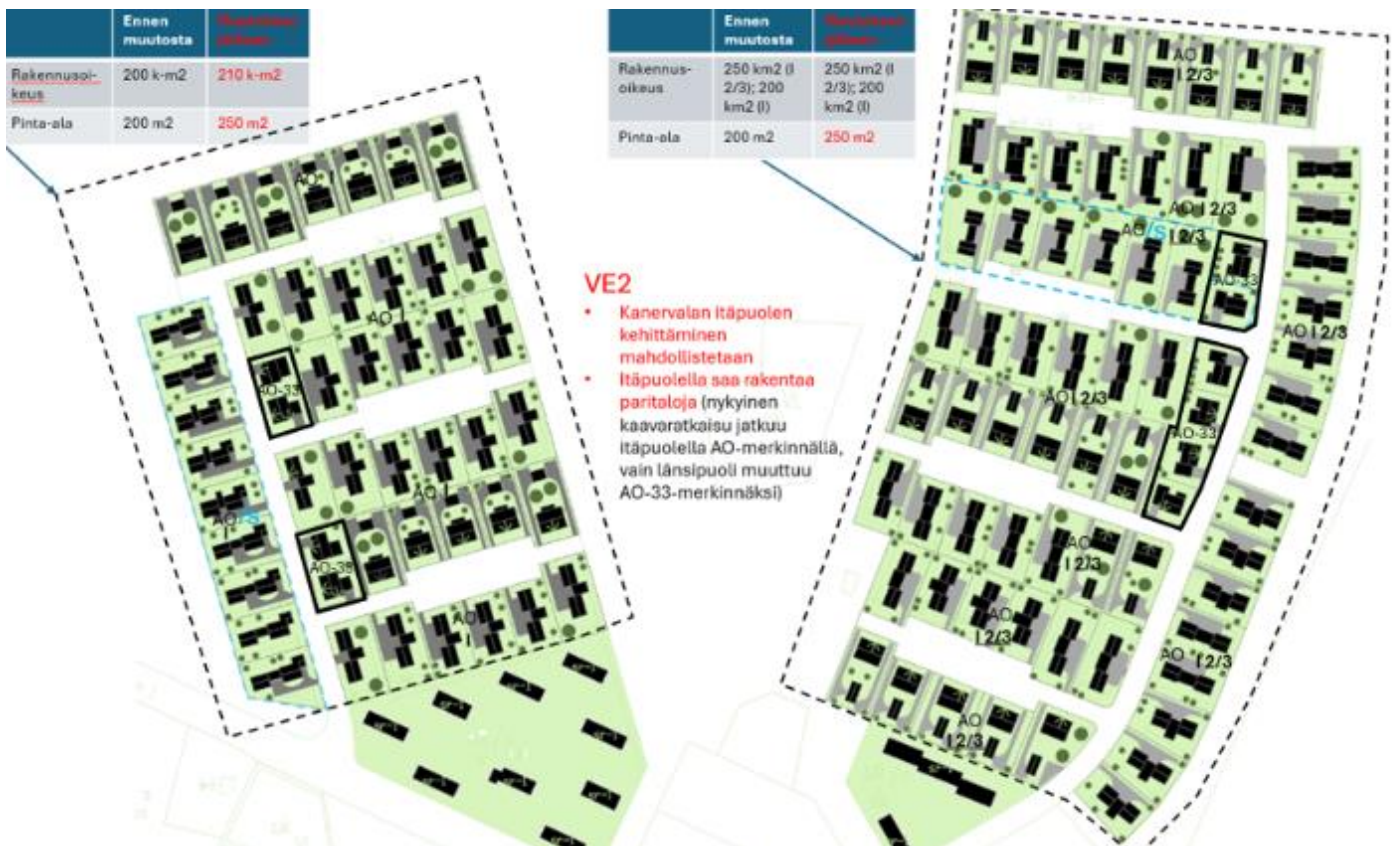 Ennen
muutosta
Rakennusoi-
keus
200 k-m2
210 k-m2
Pinta-ala
200 m2
250 m2
Ennen
muutosta
Rakennus-
oikeus
250 km2 (I
2/3); 200
km2 (I)
250 km2 (I
2/3); 200
km2 (I)
Pinta-ala
200 m2
250 m2
VE2
• Kanervalan itäpuolen
kehittäminen
mahdollistetaan
• Itäpuolella saa rakentaa
paritaloja (nykyinen
kaavaratkaisu jatkuu
itäpuolella AO-merkinnällä,
vain länsipuoli muuttuu
AO-33-merkinnäksi)
AO I
AO I
AO-33
AO I
AO/s
I
AO-33
AO
I
AO
I 2/3
AO I 2/3
AO/s I 2/3
AO-33
AO I 2/3
AO I 2/3
AO-33
AO
I 2/3
AO
I 2/3
AO
I 2/3
AO
I 2/3